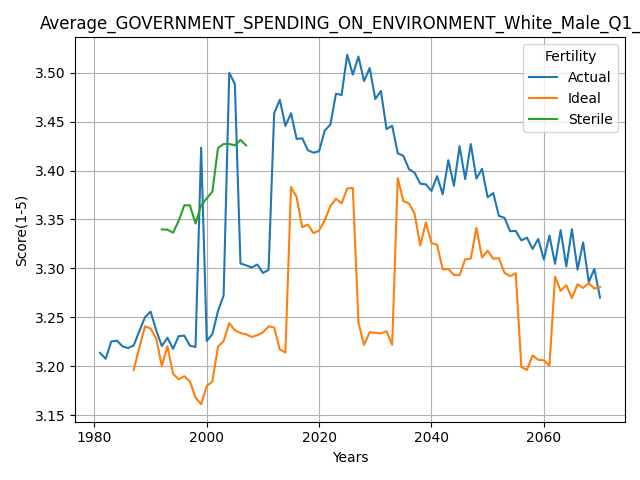 Average_GOVERNMENT_SPENDING_ON_ENVIRONMENT_White_Male_Q1_
Fertility
Actual
Ideal
Sterile
Score(1-5)
3.50
3.45
3.40
3.35
3.30
3.25
3.20
3.15
1980
2000
2020
2040
2060
Years